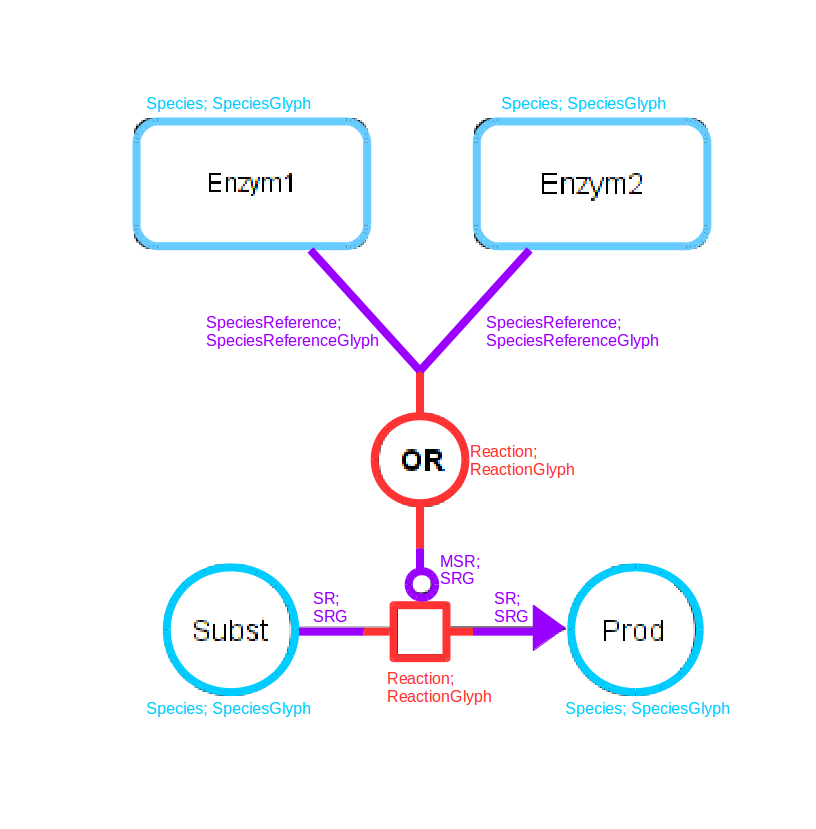 Species; SpeciesGlyph
Species; SpeciesGlyph
Enzym1
Enzym2
SpeciesReference;
SpeciesReferenceGlyph
SpeciesReference;
SpeciesReferenceGlyph
OR
Reaction;
ReactionGlyph
MSR;
SRG
SR;
SRG
SR;
SRG
Subst
Prod
Reaction;
ReactionGlyph
Species; SpeciesGlyph
Species; SpeciesGlyph